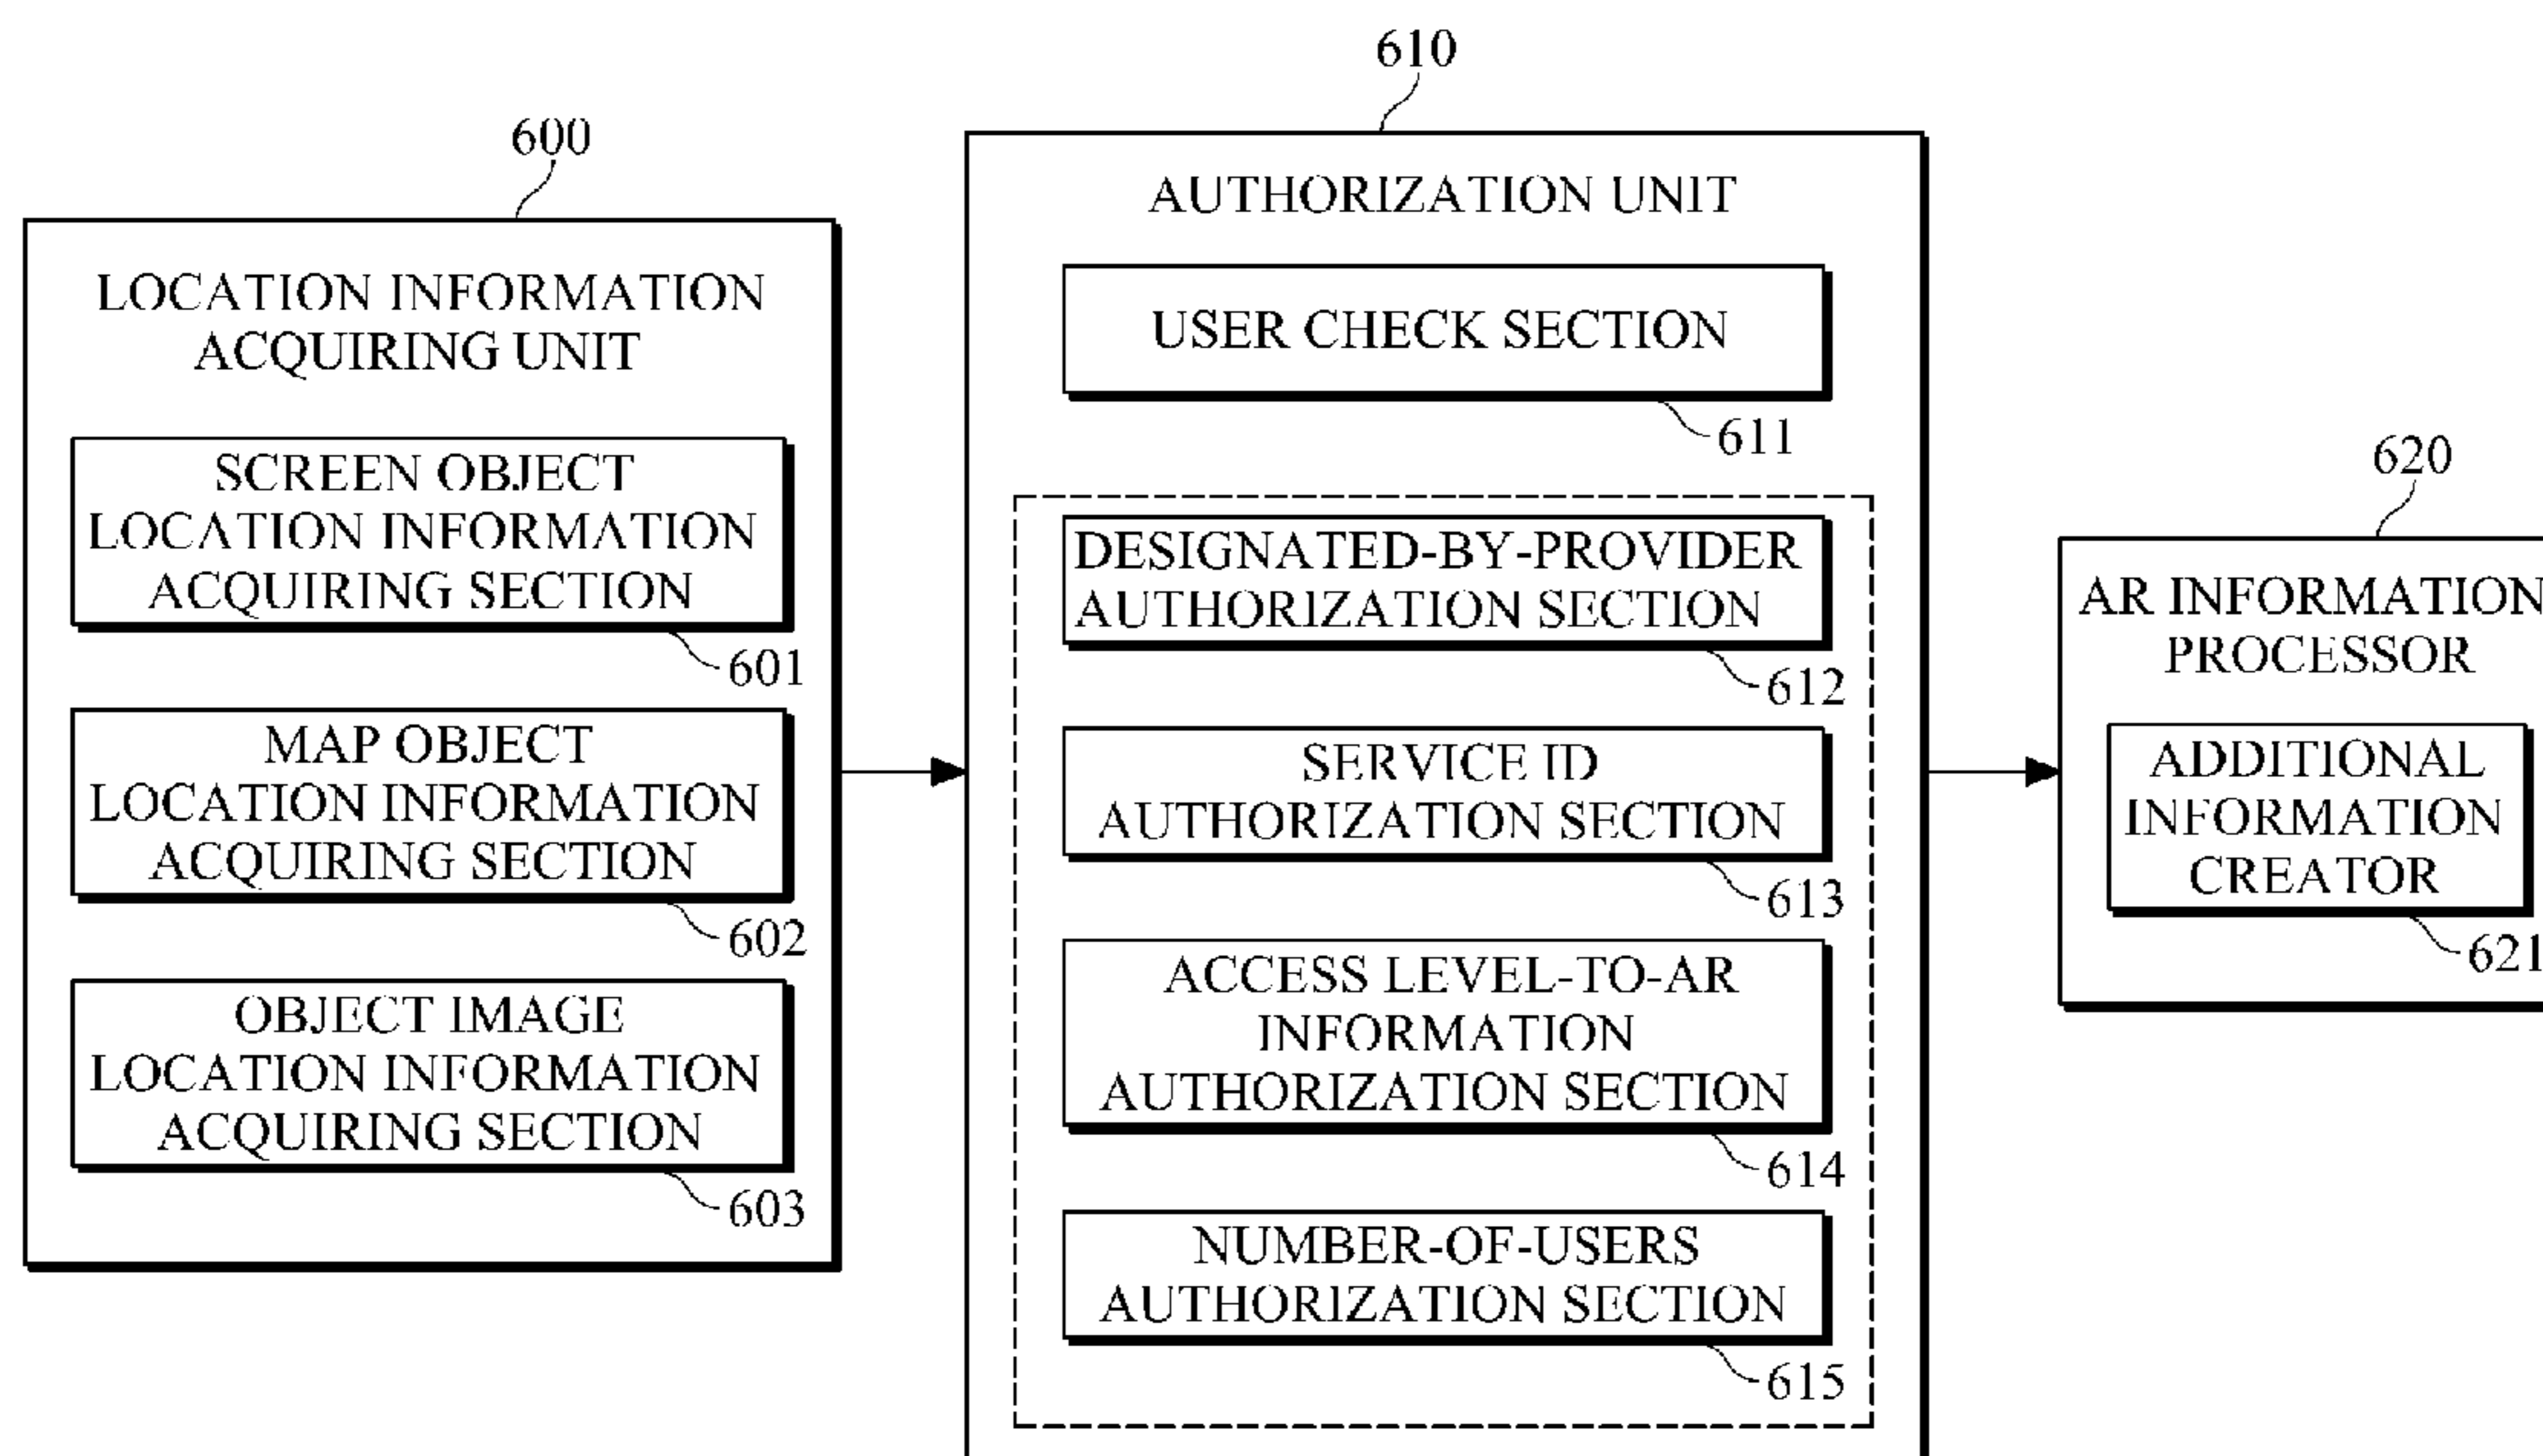 600
LOCATION INFORMATION
ACQUIRING UNIT
SCREEN OBJECT
LOCATION INFORMATION
ACQUIRING SECTION
601
MAP OBJECT
LOCATION INFORMATION
ACQUIRING SECTION
602
OBJECT IMAGE
LOCATION INFORMATION
ACQUIRING SECTION
603
610
AUTHORIZATION UNIT
USER CHECK SECTION
611
DESIGNATED-BY-PROVIDER
AUTHORIZATION SECTION
612
SERVICE ID
AUTHORIZATION SECTION
613
ACCESS LEVEL-TO-AR
INFORMATION
AUTHORIZATION SECTION
614
NUMBER-OF-USERS
AUTHORIZATION SECTION
615
620
AR INFORMATION
PROCESSOR
ADDITIONAL
INFORMATION
CREATOR
621